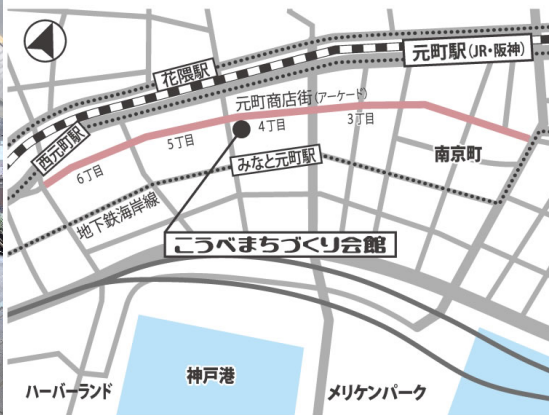 元町駅(JR・阪神)
花隈駅
元町商店街(アーケード)
西元町駅
6丁目
5丁目
4丁目
3丁目
南京町
みなと元町駅
地下鉄海岸線
こうべまちづくり会館
神戸港
ハーバーランド
メリケンパーク